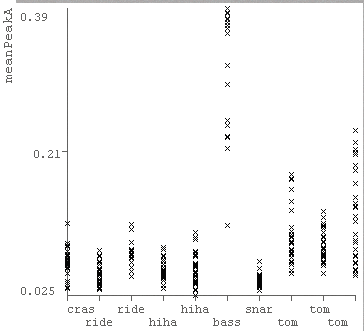 meanPeakA
0.39
0.21
0.025
cras ride hiha snar tom
ride hiha bass tom tom